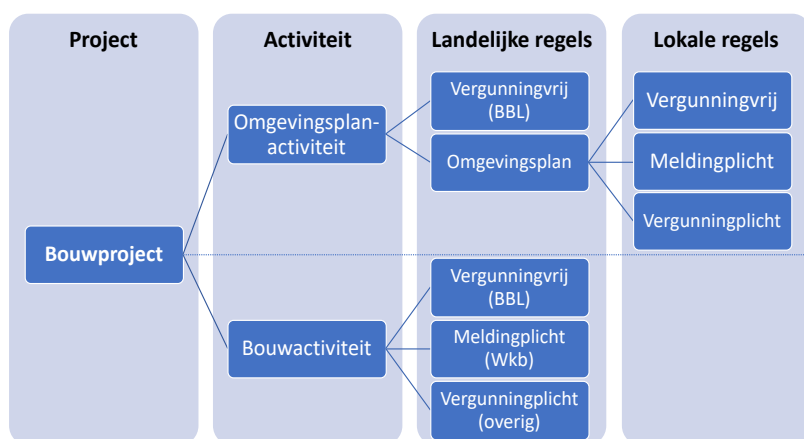 Project
Activiteit
Landelijke regels
Lokale regels
Bouwproject
Omgevingsplan-
activiteit
Bouwactiviteit
Vergunningvrij
(BBL)
Omgevingsplan
Vergunningvrij
(BBL)
Meldingplicht
(Wkb)
Vergunningplicht
(overig)
Vergunningvrij
Meldingplicht
Vergunningplicht